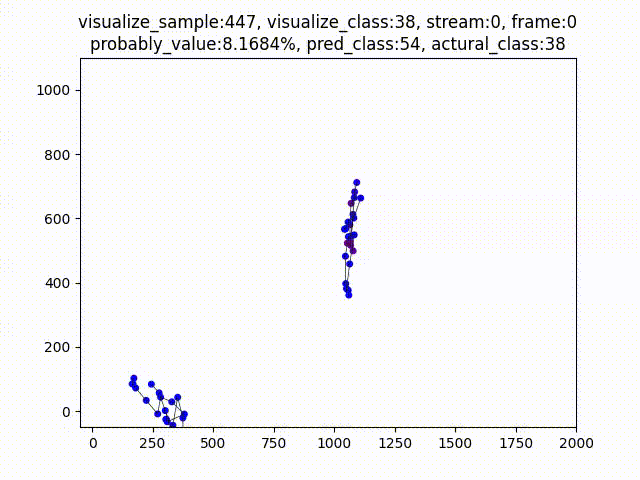 visualize_sample:447, visualize_class:38, stream:0, frame:0
probably_value:8.1684%, pred_class:54, actural_class:38
1000
800
600
400
200
0
0 250 500 750 1000 1250 1500 1750 2000